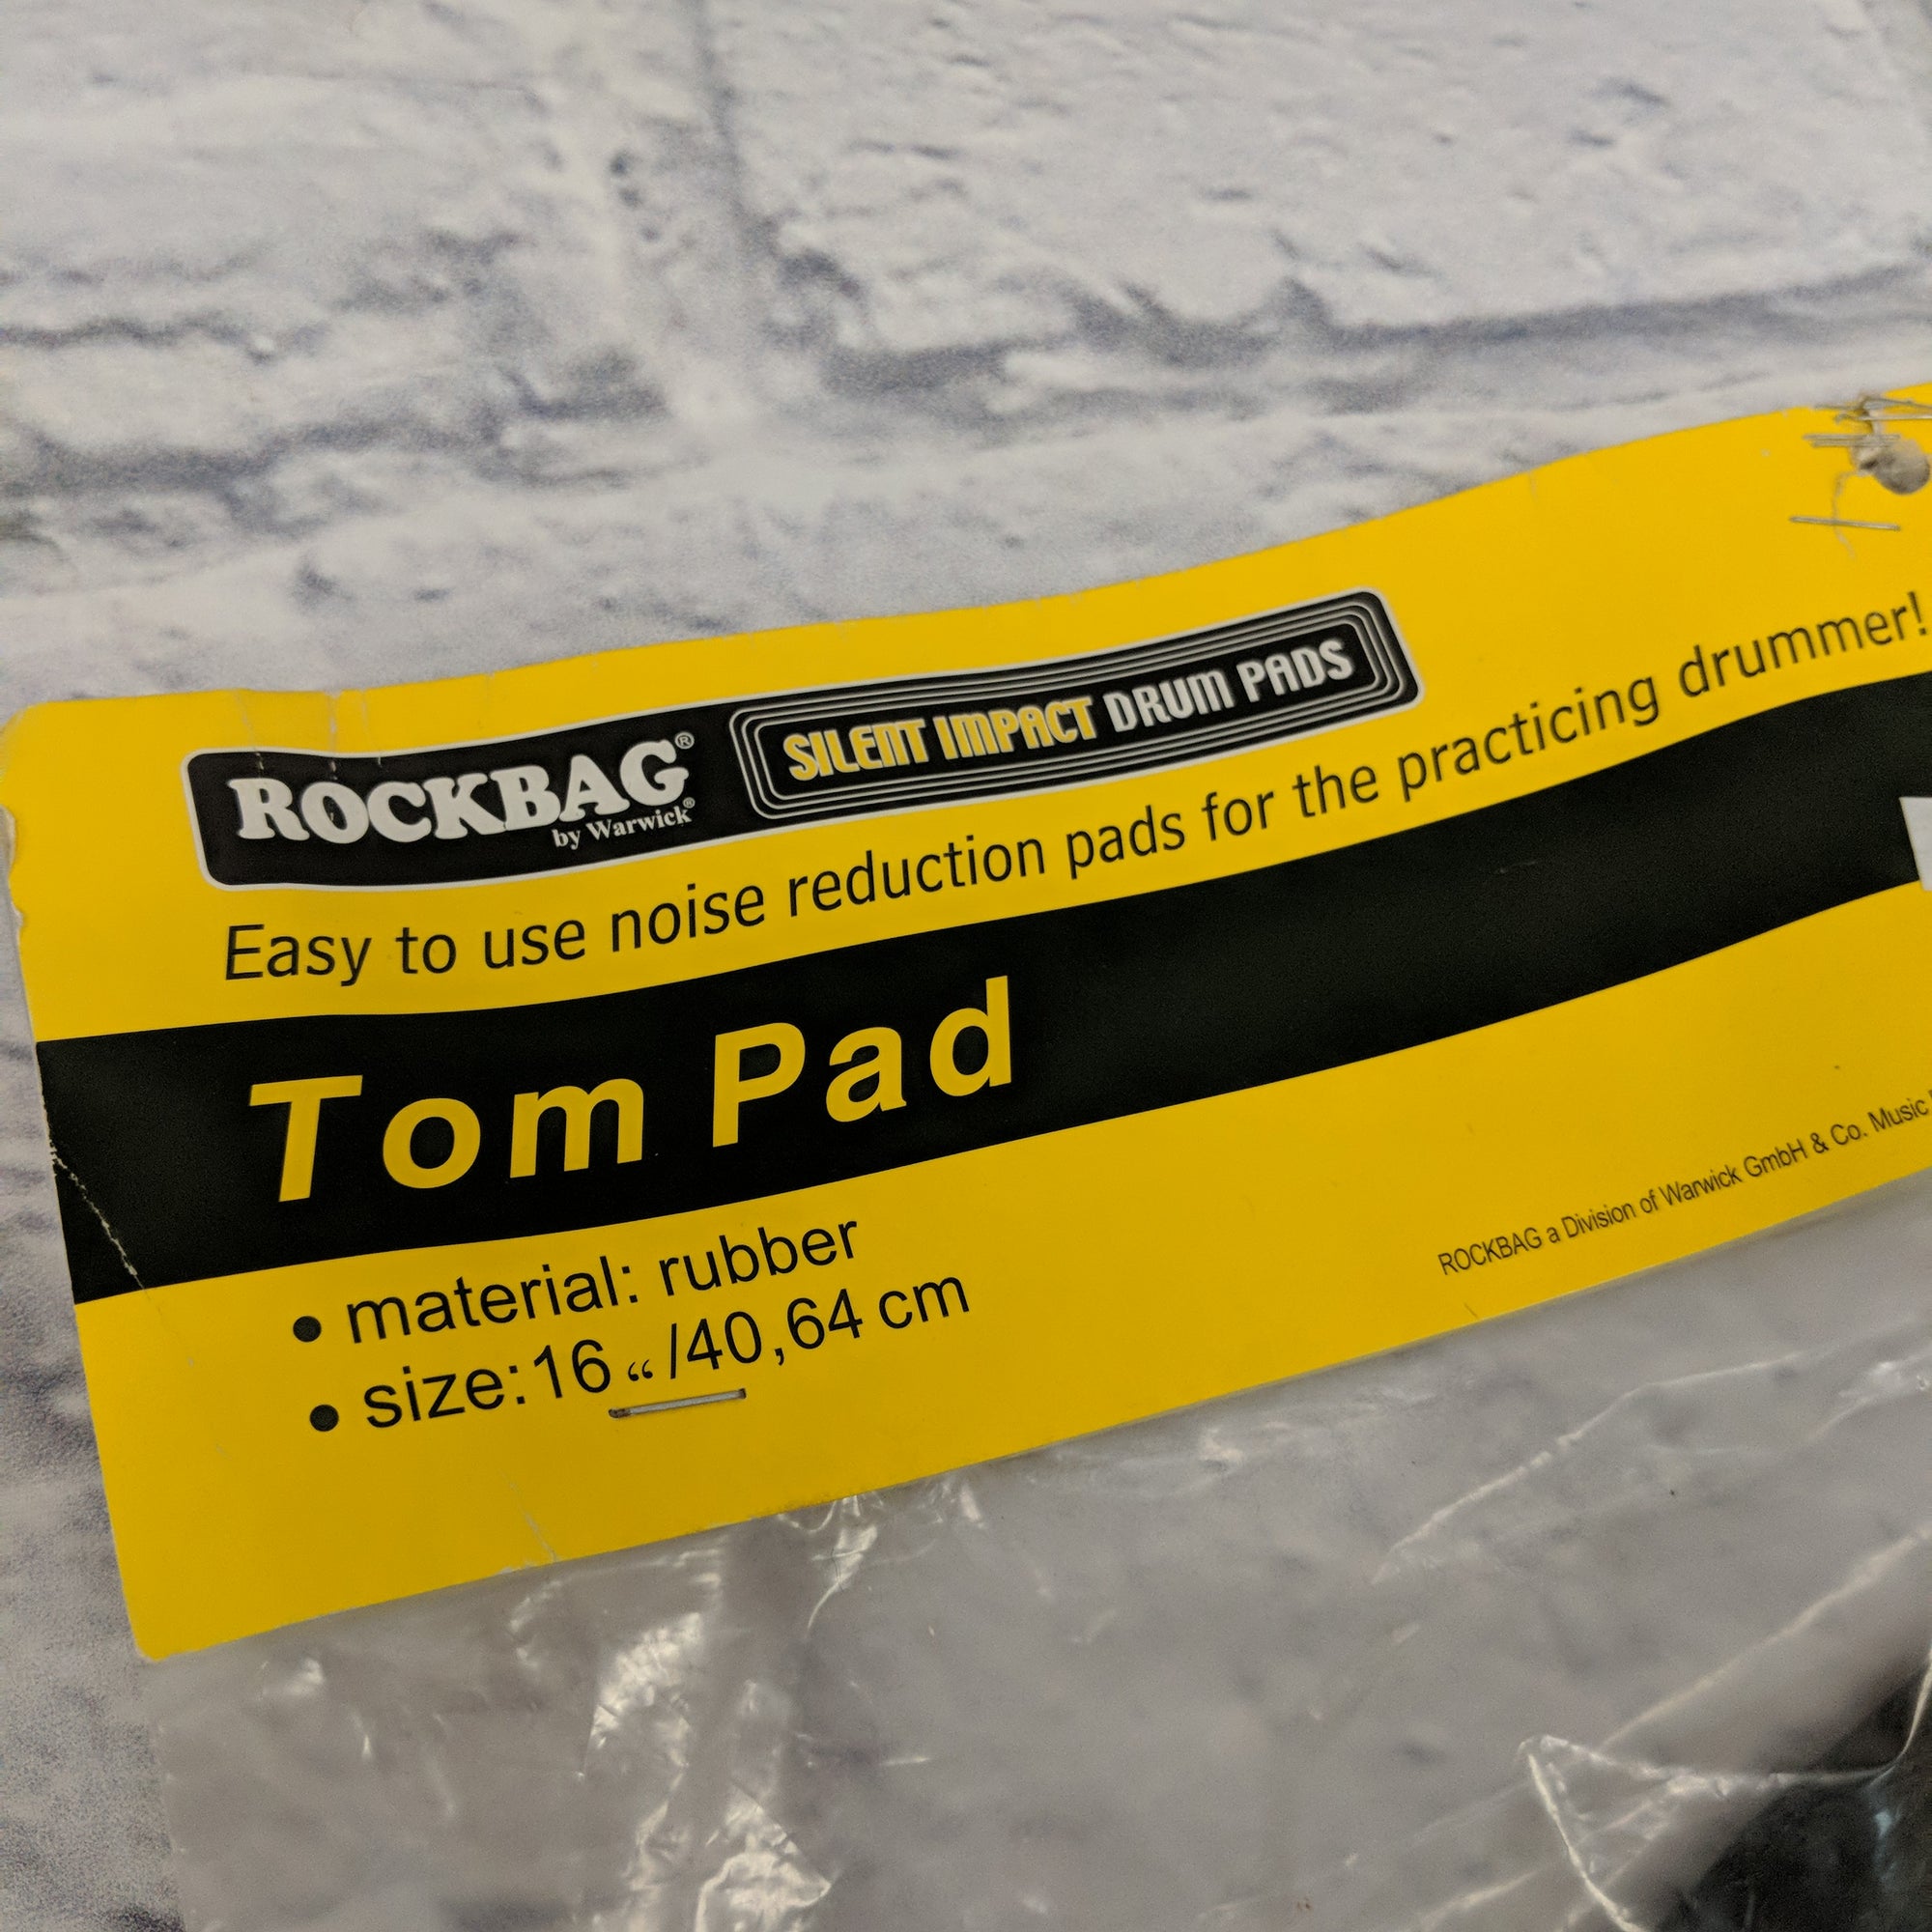 ROCKBAG®
by Warwick®
SILENT IMPACT DRUM PADS
Easy to use noise reduction pads for the practicing drummer!
Tom Pad
• material: rubber
• size:16“/40,64 cm
ROCKBAG a Division of Warwick GmbH & Co. Music